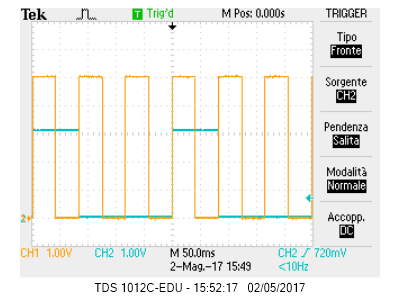 Tek T Trig'd M Pos: 0.000s TRIGGER
Tipo
Fronte
Sorgente
CH2
Pendenza
Salita
Modalità
Normale
Accopp.
DC
2
CH1 1.00V CH2 1.00V M 50.0ms CH2 720mV
2-Mag.-17 15:49 <10Hz
TDS 1012C-EDU - 15:52:17 02/05/2017